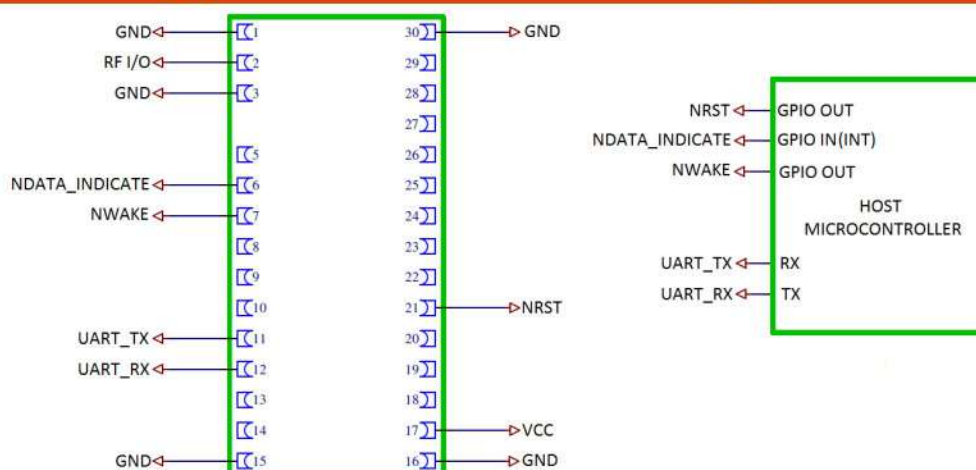 GND 1 30 GND
RF I/O 2 29
GND 3 28
27
5 26
NDATA_INDICATE 6 25
NWAKE 7 24
8 23
9 22
10 21 NRST
UART_TX 11 20
UART_RX 12 19
13 18
14 17 VCC
GND 15 16 GND
NRST GPIO OUT
NDATA_INDICATE GPIO IN(INT)
NWAKE GPIO OUT
HOST
MICROCONTROLLER
UART_TX RX
UART_RX TX